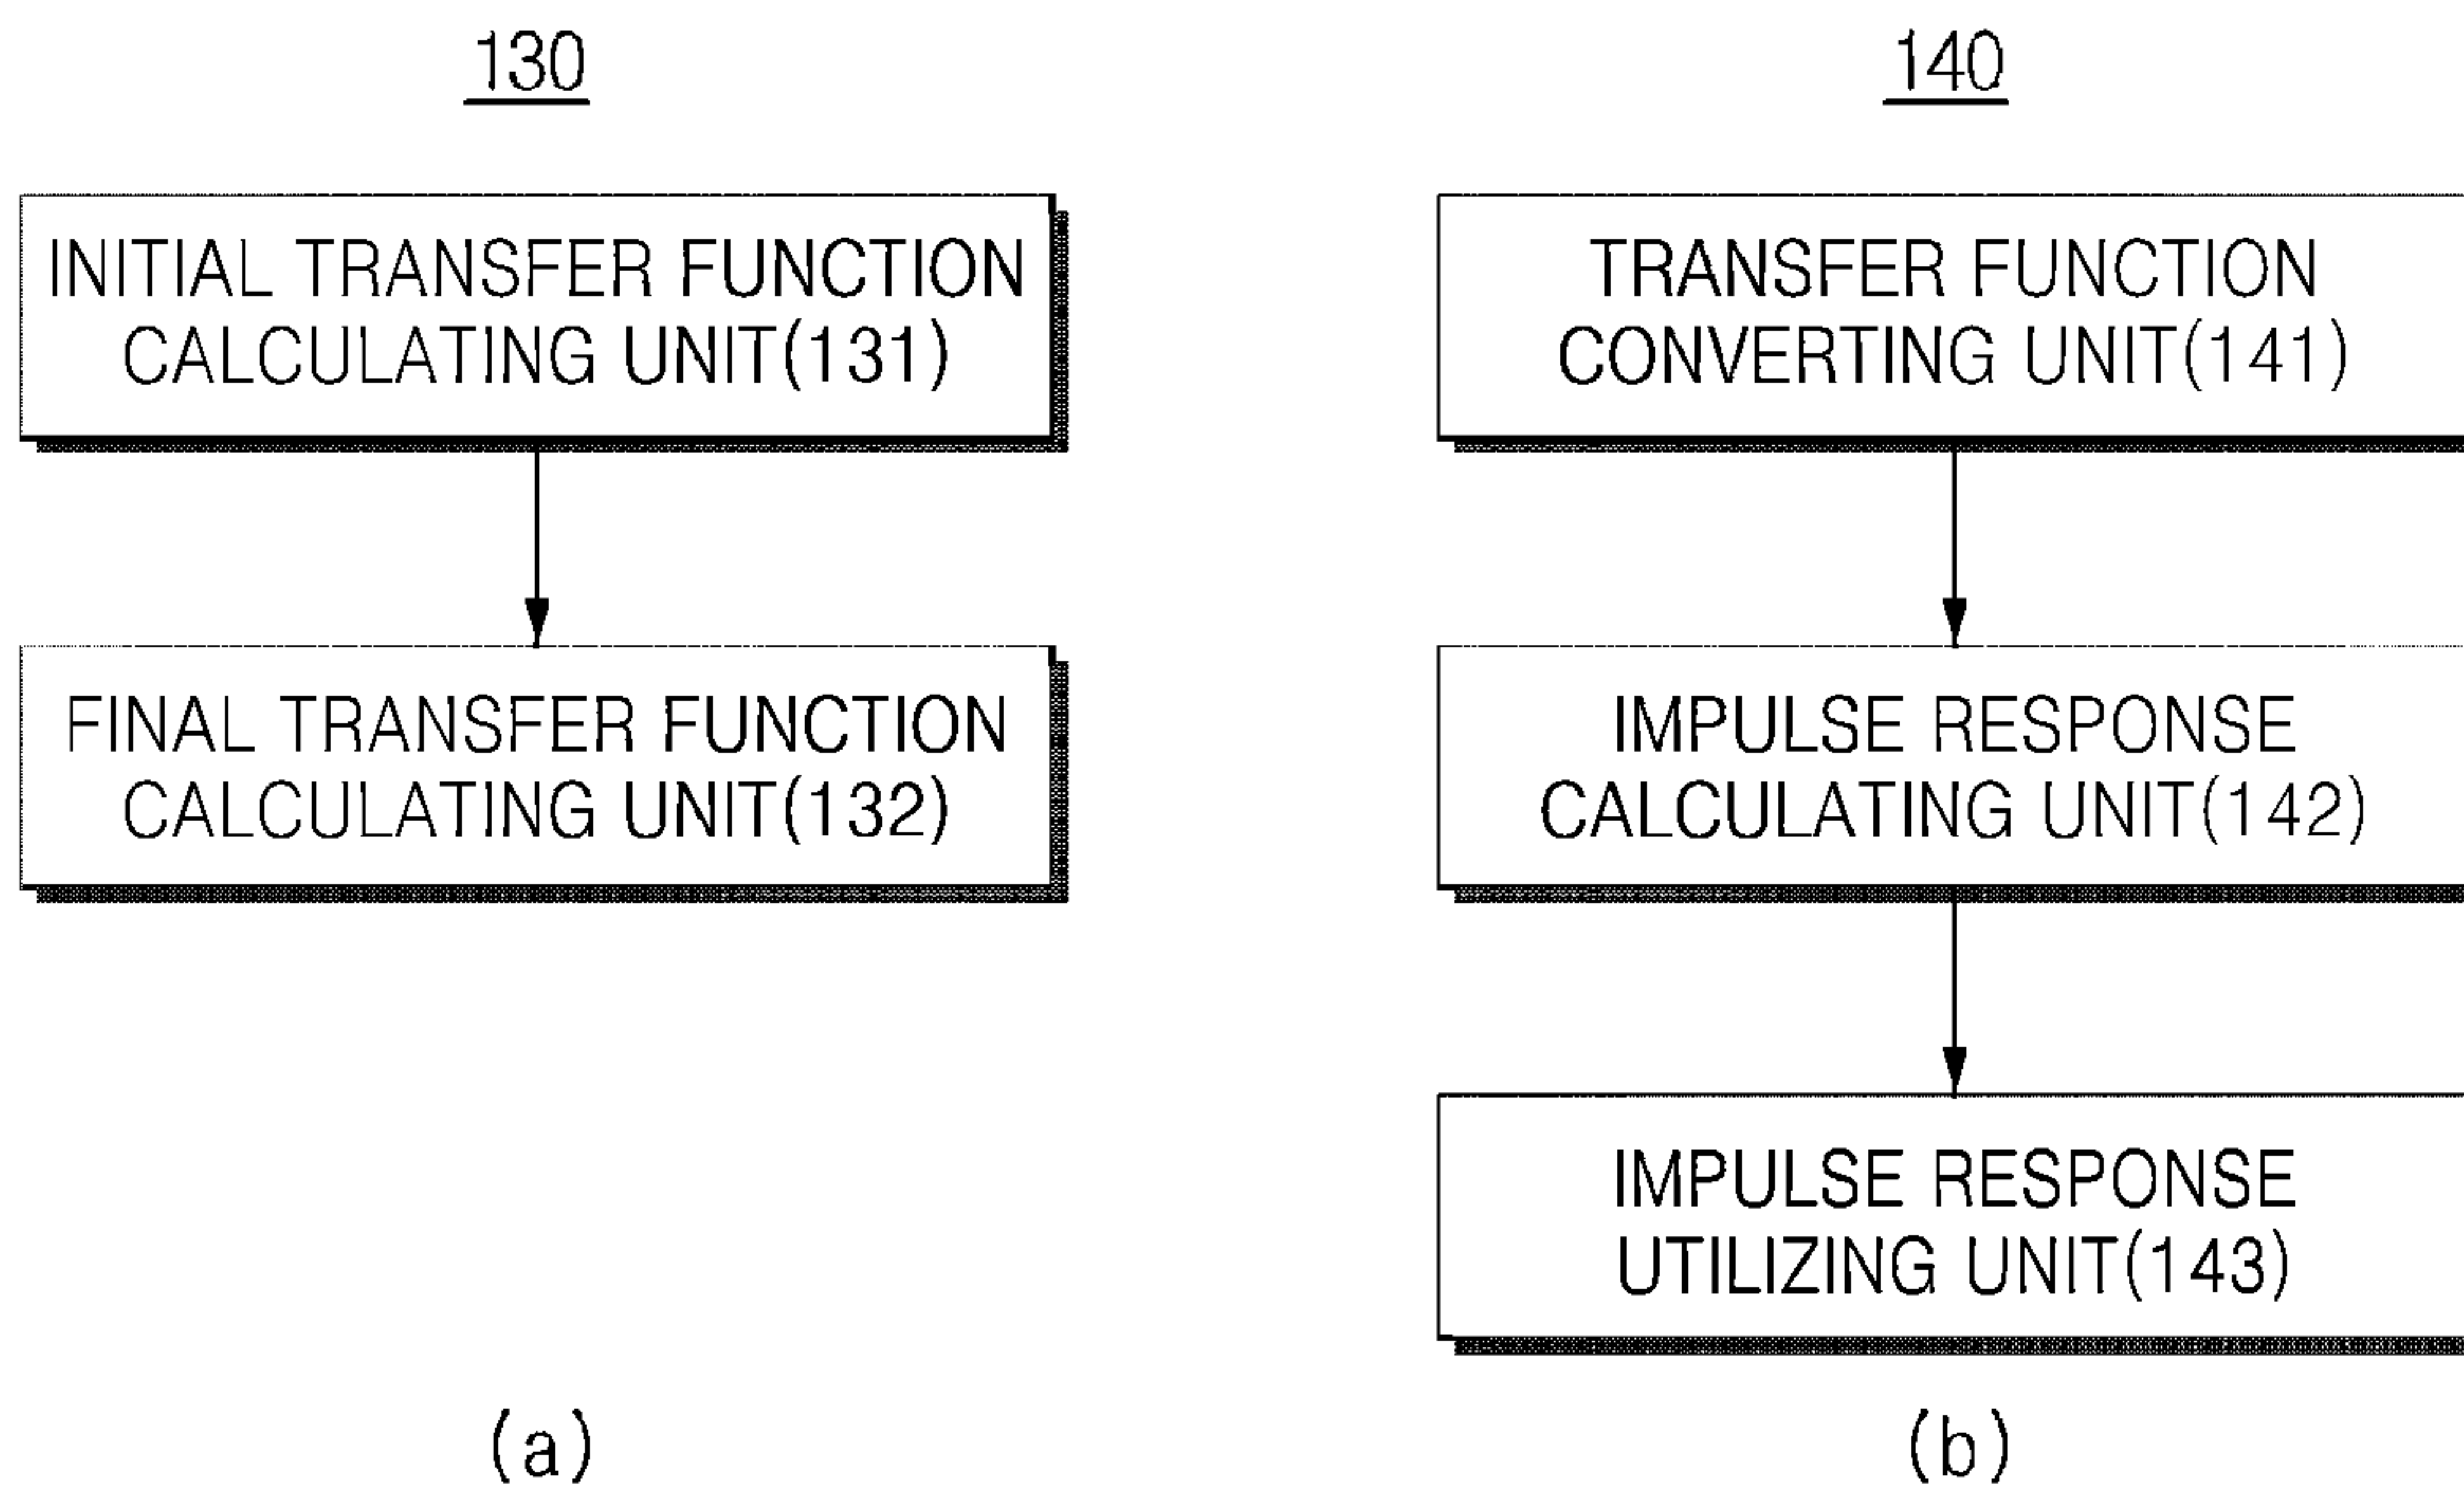 130
INITIAL TRANSFER FUNCTION
CALCULATING UNIT(131)
FINAL TRANSFER FUNCTION
CALCULATING UNIT(132)
(a)
140
TRANSFER FUNCTION
CONVERTING UNIT(141)
IMPULSE RESPONSE
CALCULATING UNIT(142)
IMPULSE RESPONSE
UTILIZING UNIT(143)
(b)